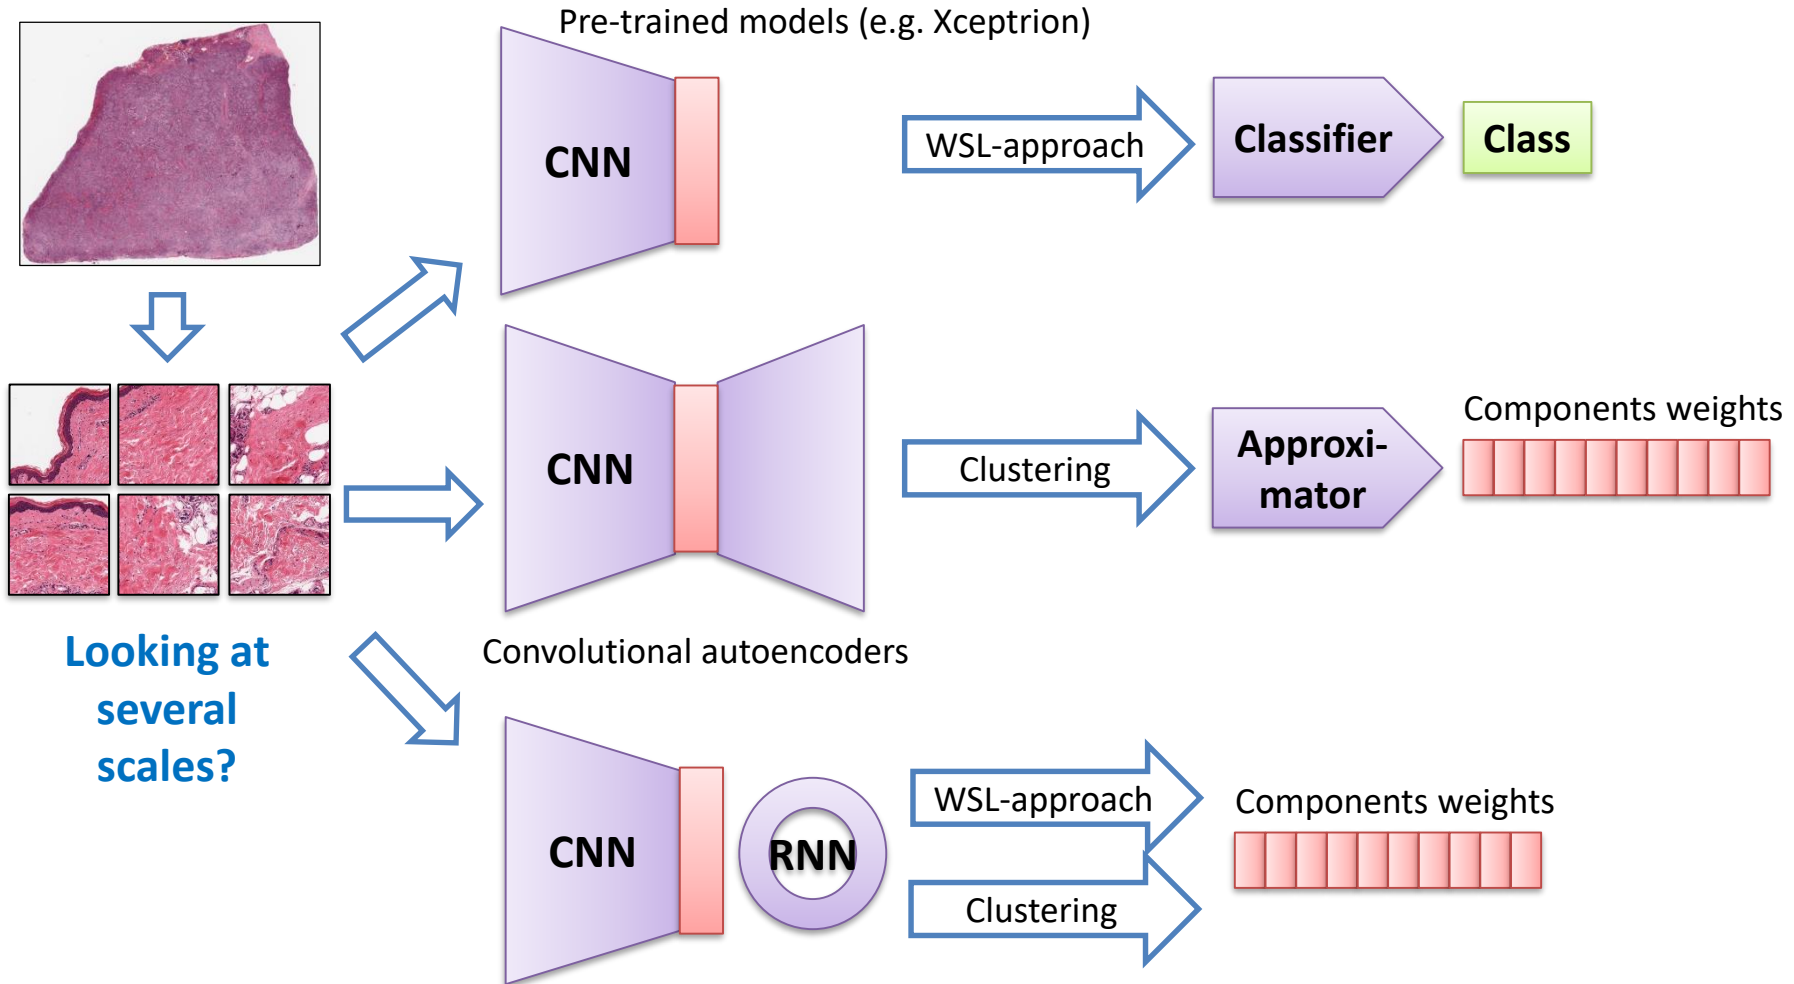 Pre-trained models (e.g. Xceptrion)
CNN
WSL-approach
Classifier
Class
CNN
Clustering
Approxi-
mator
Components weights
Looking at
several
scales?
Convolutional autoencoders
CNN
RNN
WSL-approach
Clustering
Components weights